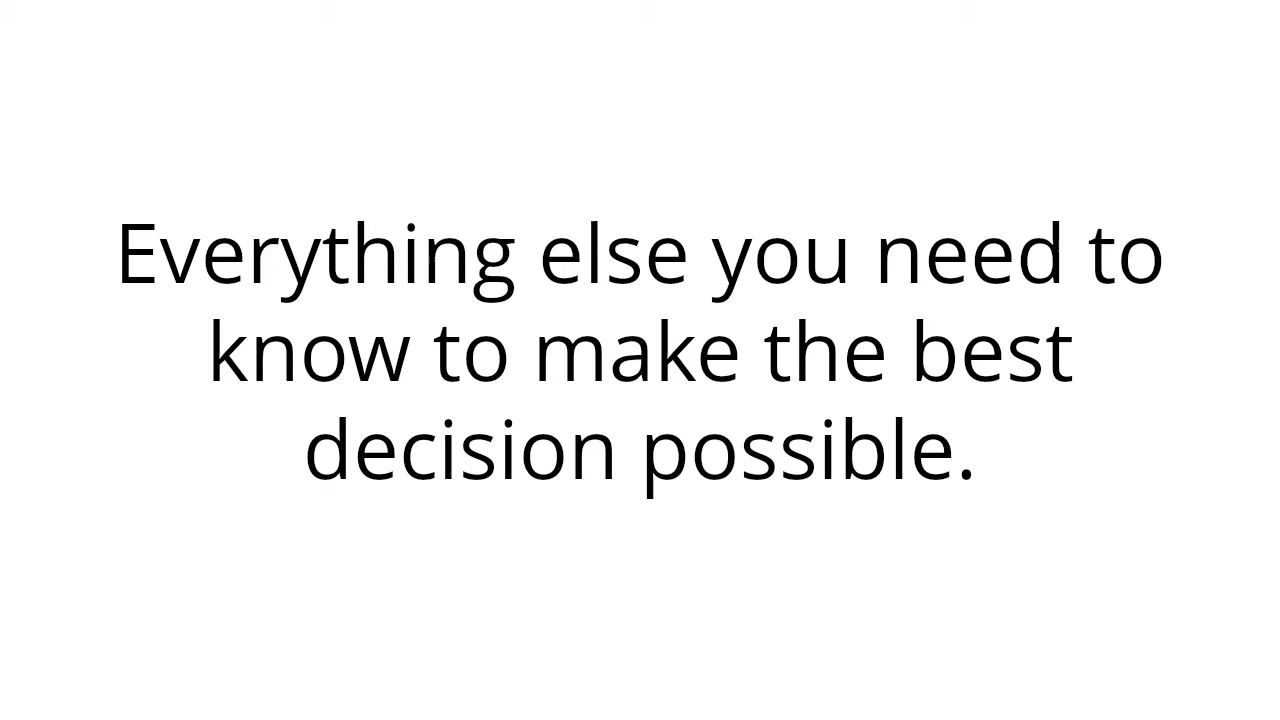 Everything else you need to
know to make the best
decision possible.